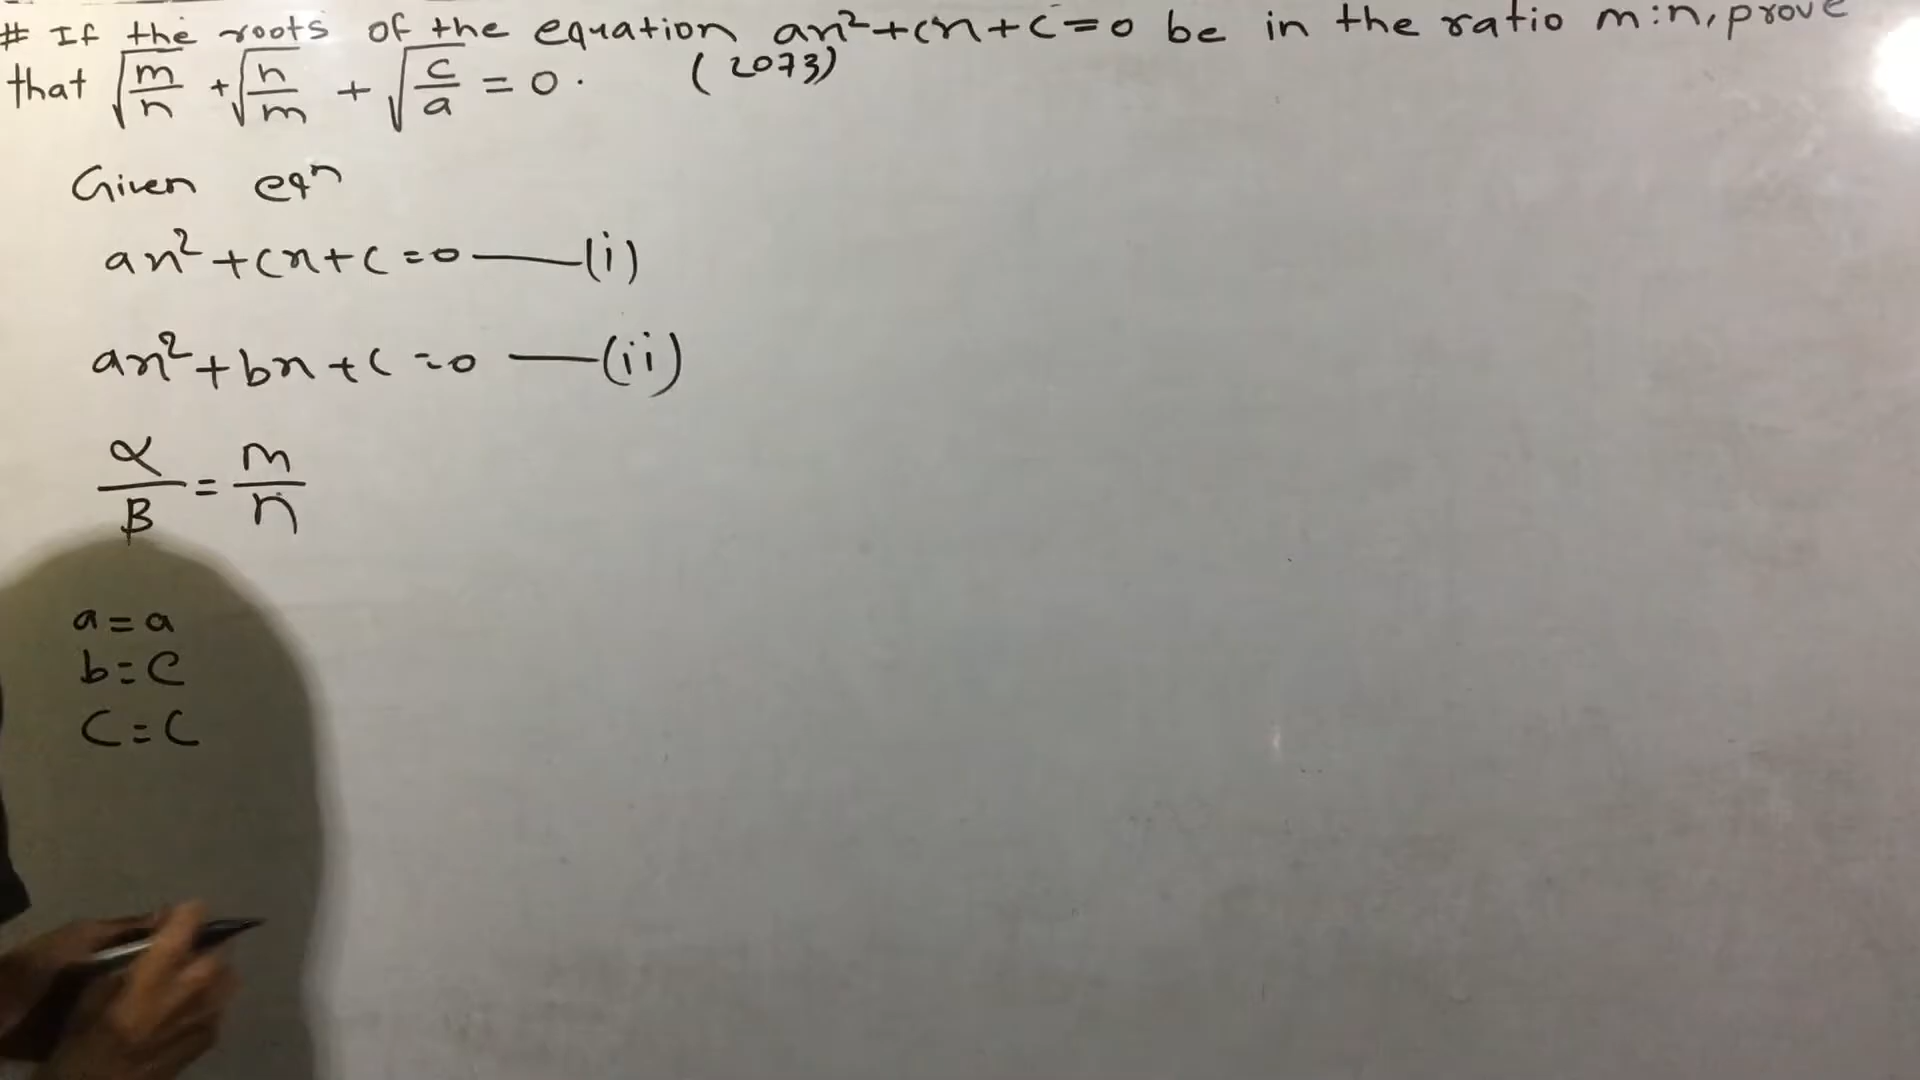 # If the roots of the equation ax²+cx+c=0 be in the ratio m:n, prove
that √(m/n) + √(n/m) + √(c/a) = 0. (2073)
Given eqⁿ
ax²+cx+c=0 —(i)
ax²+bx+c=0 —(ii)
α/β = m/n
a=a
b=c
c=c